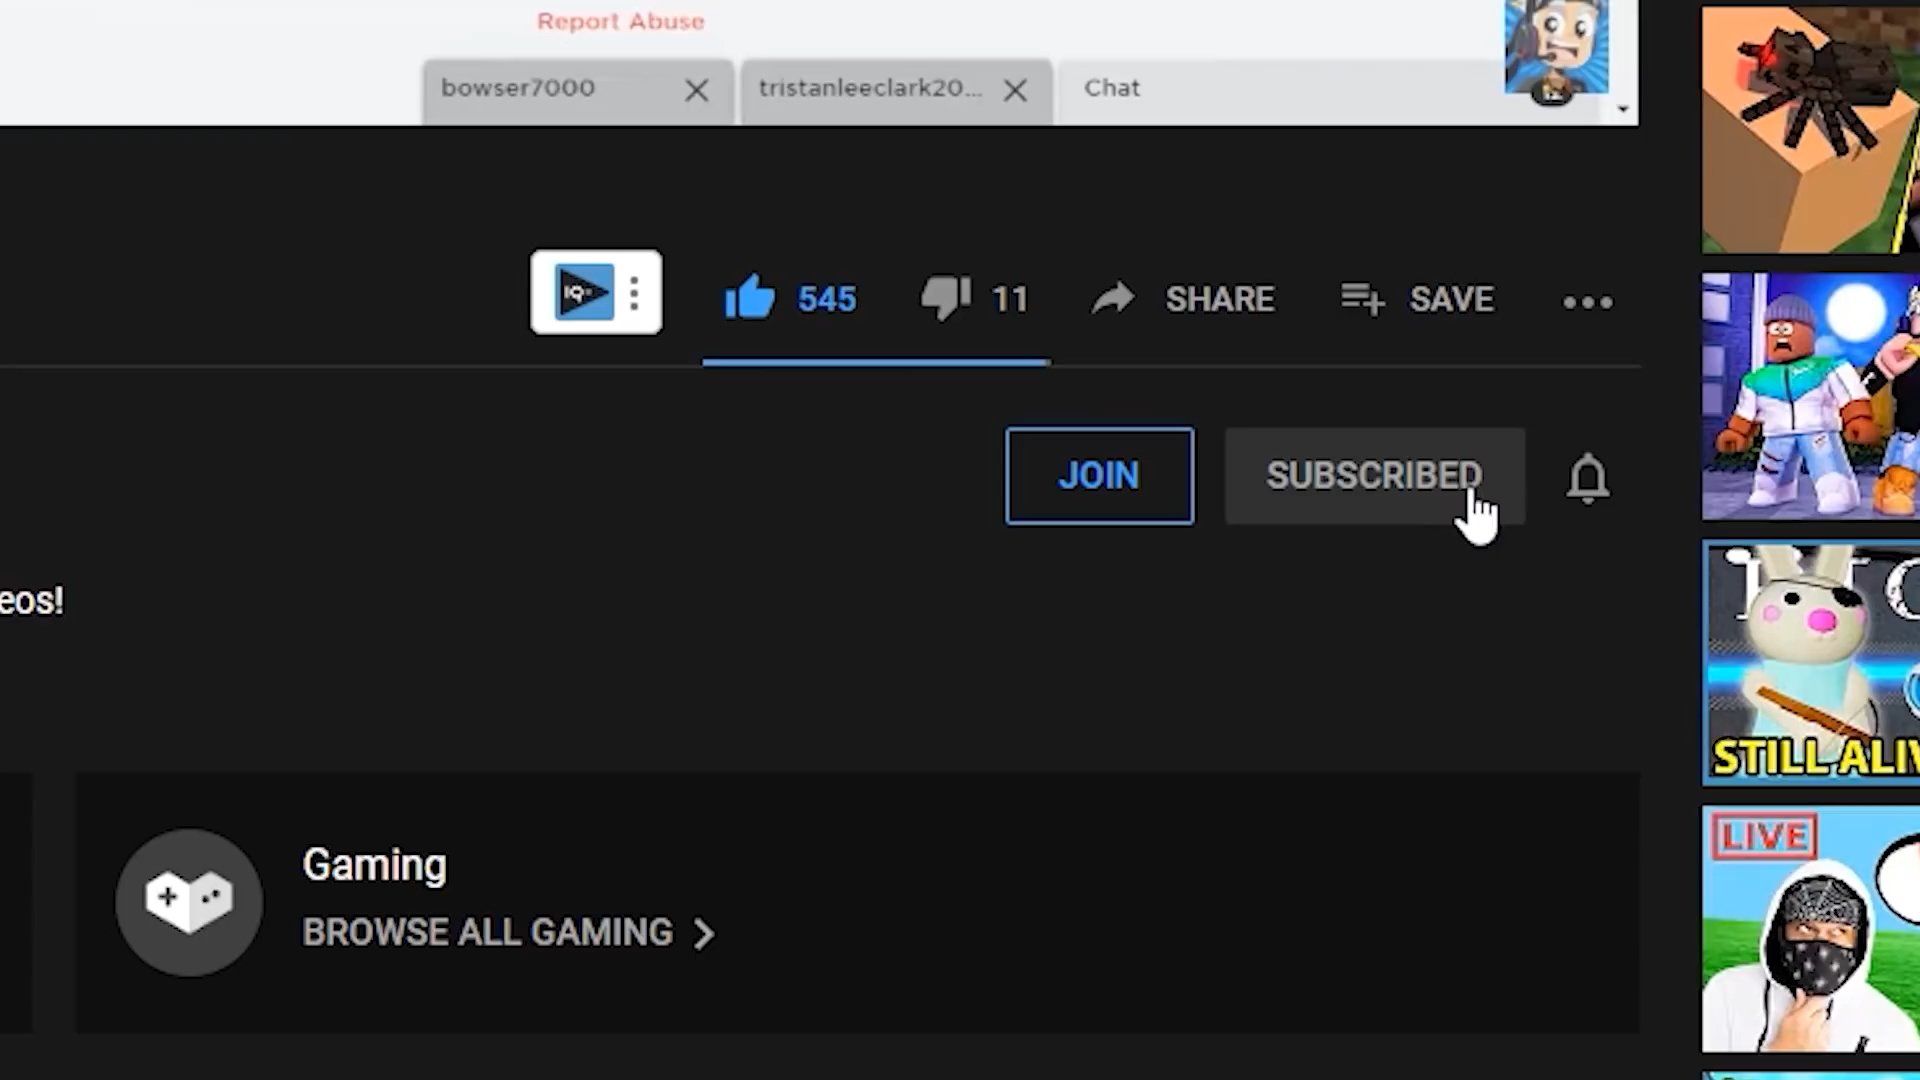 Report Abuse
bowser7000
tristanleeclark20...
Chat
IQ
545
11
SHARE
SAVE
JOIN
SUBSCRIBED
eos!
Gaming
BROWSE ALL GAMING
STILL ALIV
LIVE